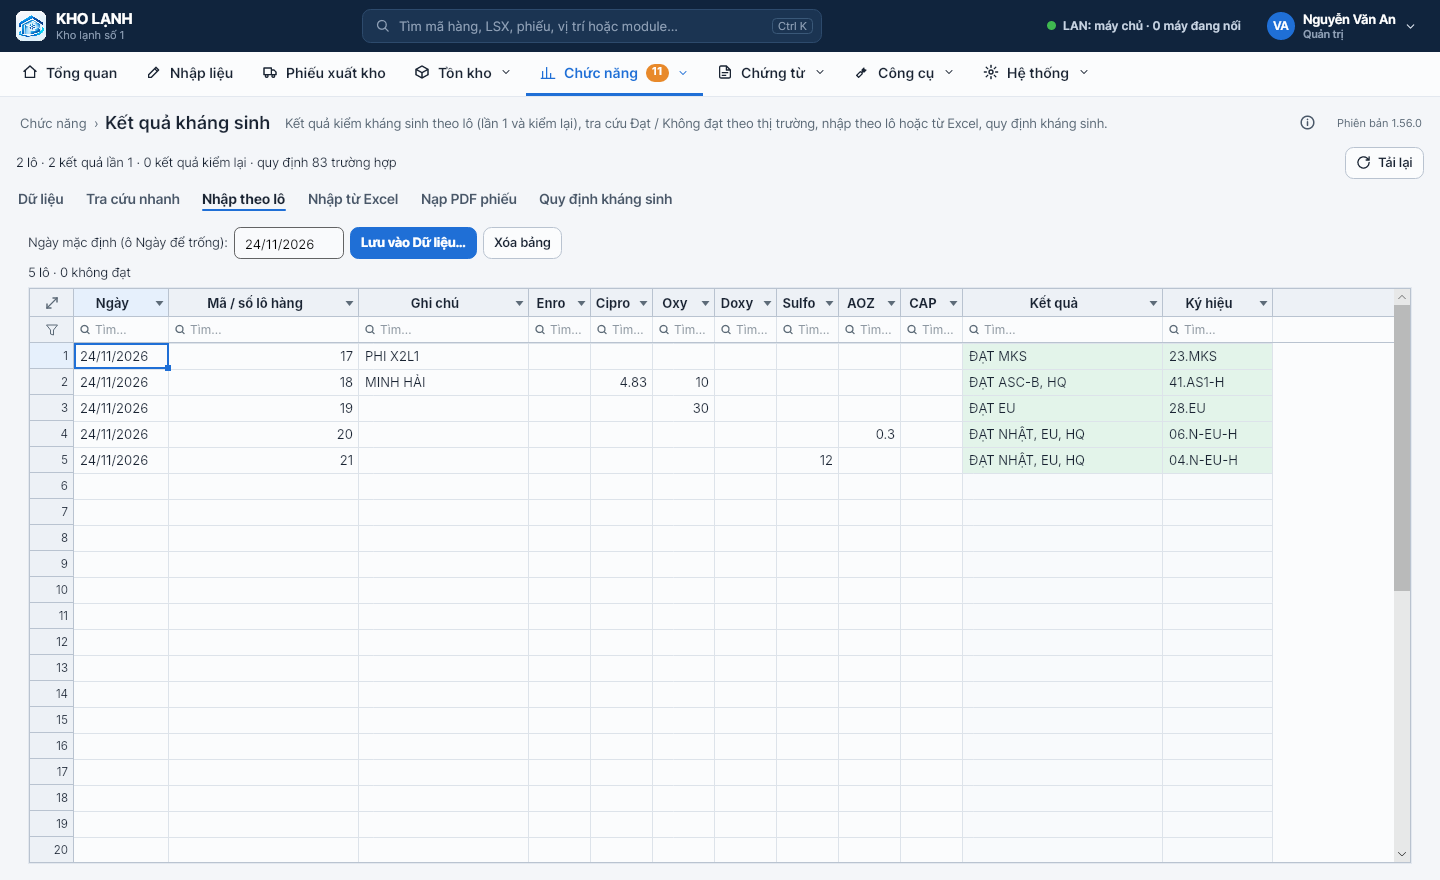 KHO LẠNH
Kho lạnh số 1
Tìm mã hàng, LSX, phiếu, vị trí hoặc module...
Ctrl K
LAN: máy chủ · 0 máy đang nối
VA
Nguyễn Văn An
Quản trị
Tổng quan
Nhập liệu
Phiếu xuất kho
Tồn kho
Chức năng
11
Chứng từ
Công cụ
Hệ thống
Chức năng › Kết quả kháng sinh
Kết quả kiểm kháng sinh theo lô (lần 1 và kiểm lại), tra cứu Đạt / Không đạt theo thị trường, nhập theo lô hoặc từ Excel, quy định kháng sinh.
Phiên bản 1.56.0
2 lô · 2 kết quả lần 1 · 0 kết quả kiểm lại · quy định 83 trường hợp
Tải lại
Dữ liệu
Tra cứu nhanh
Nhập theo lô
Nhập từ Excel
Nạp PDF phiếu
Quy định kháng sinh
Ngày mặc định (ô Ngày để trống):
24/11/2026
Lưu vào Dữ liệu...
Xóa bảng
5 lô · 0 không đạt
Ngày Mã / số lô hàng Ghi chú Enro Cipro Oxy Doxy Sulfo AOZ CAP Kết quả Ký hiệu
Tìm... Tìm... Tìm... Tìm... Tìm... Tìm... Tìm... Tìm... Tìm... Tìm... Tìm... Tìm...
1 24/11/2026 17 PHI X2L1 ĐẠT MKS 23.MKS
2 24/11/2026 18 MINH HẢI 4.83 10 ĐẠT ASC-B, HQ 41.AS1-H
3 24/11/2026 19 30 ĐẠT EU 28.EU
4 24/11/2026 20 0.3 ĐẠT NHẬT, EU, HQ 06.N-EU-H
5 24/11/2026 21 12 ĐẠT NHẬT, EU, HQ 04.N-EU-H
6
7
8
9
10
11
12
13
14
15
16
17
18
19
20